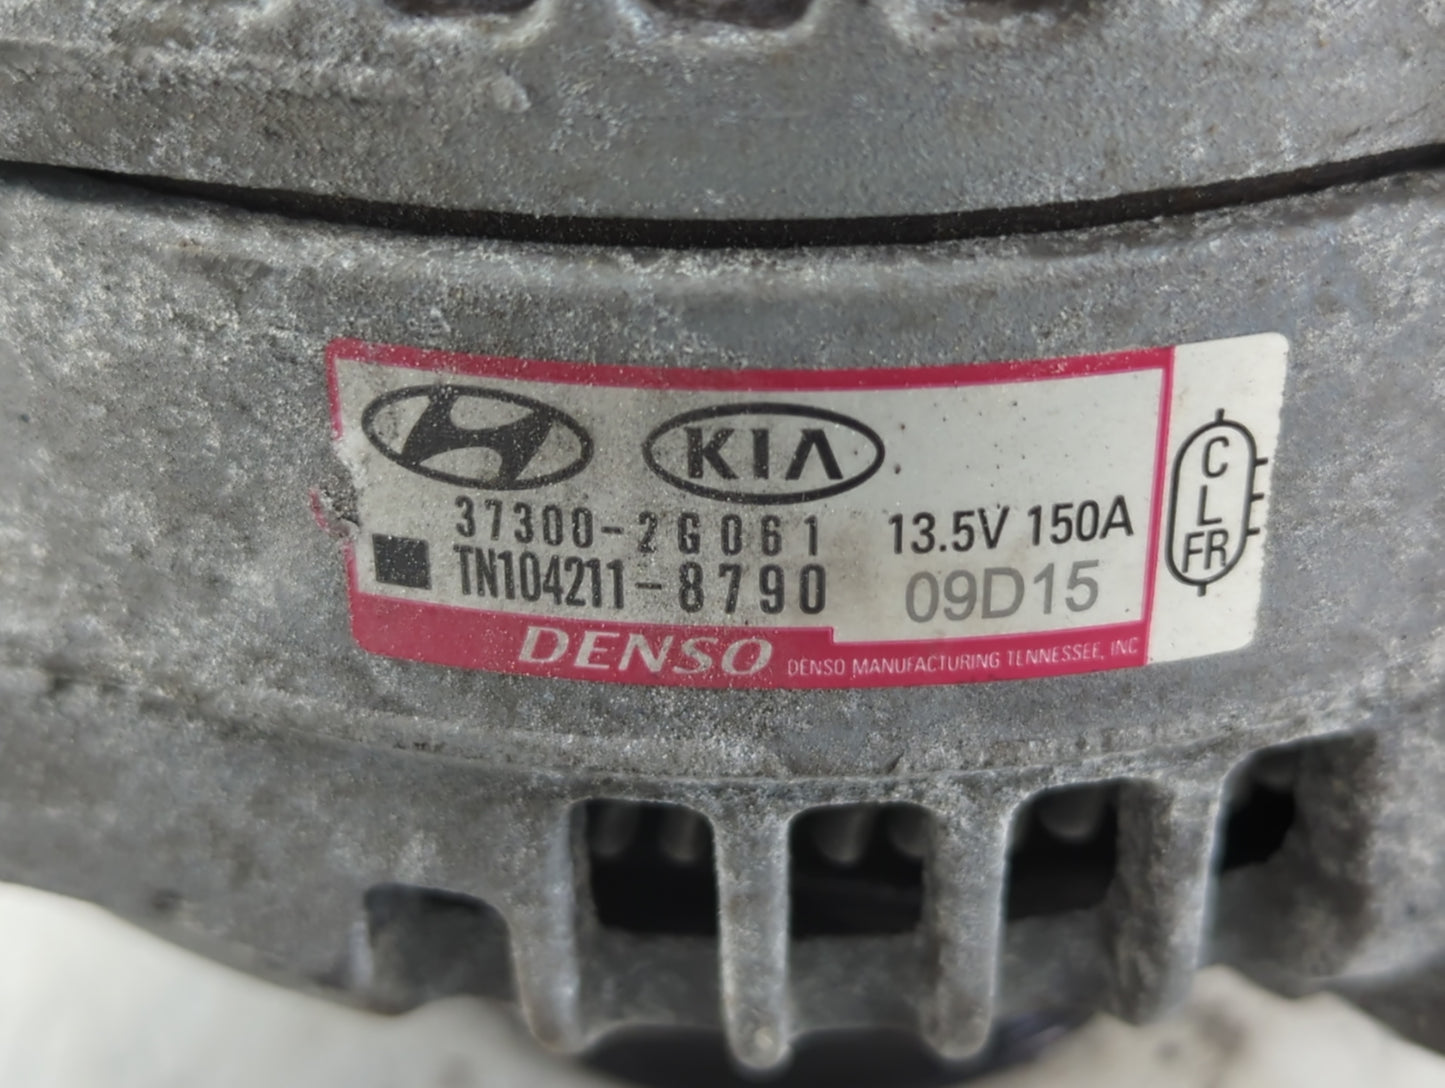 KIA
37300-2G061 13.5V 150A
TN104211-8790 09D15
DENSO DENSO MANUFACTURING TENNESSEE, INC
C
L
FR